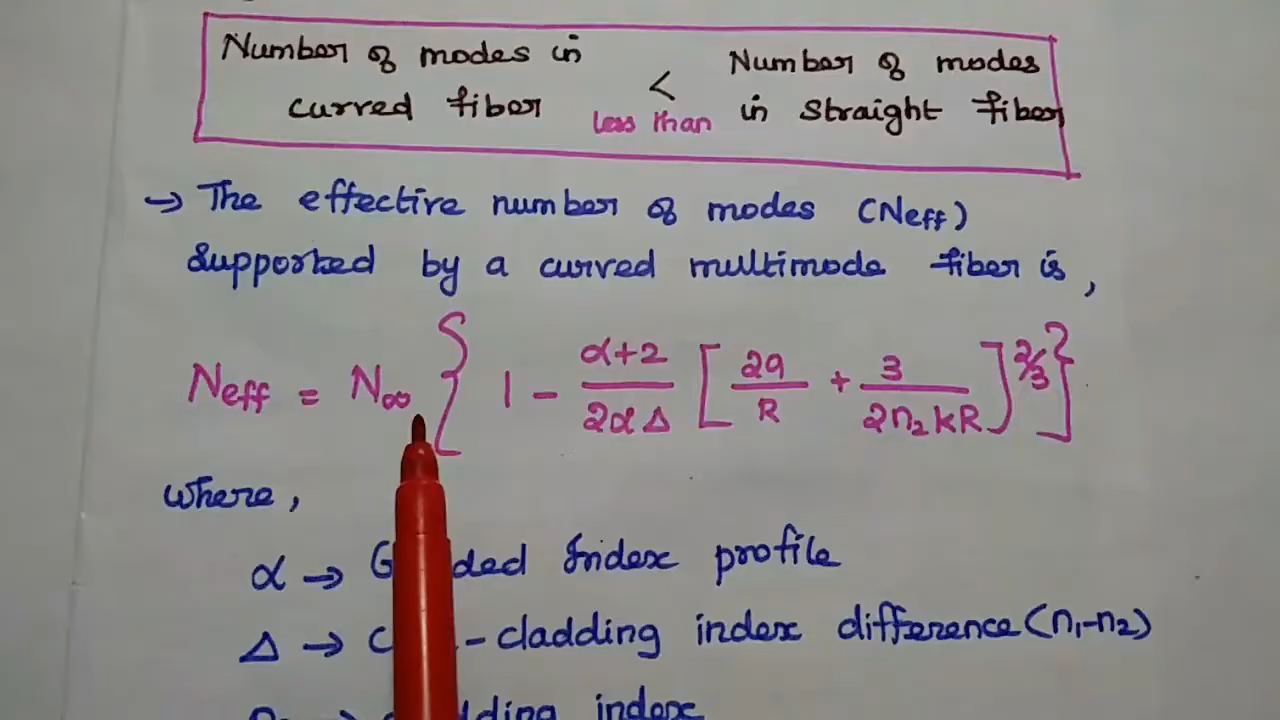 Number of modes in curved fiber < less than Number of modes in straight fiber
→ The effective number of modes (Neff)
Supported by a curved multimode fiber is,
Neff = N∞ { 1 - α+2 / 2αΔ [ 2a / R + 3 / 2n₂kR ]^2/3 }
where,
α → Index profile
Δ → -cladding index difference (n₁-n₂)
index